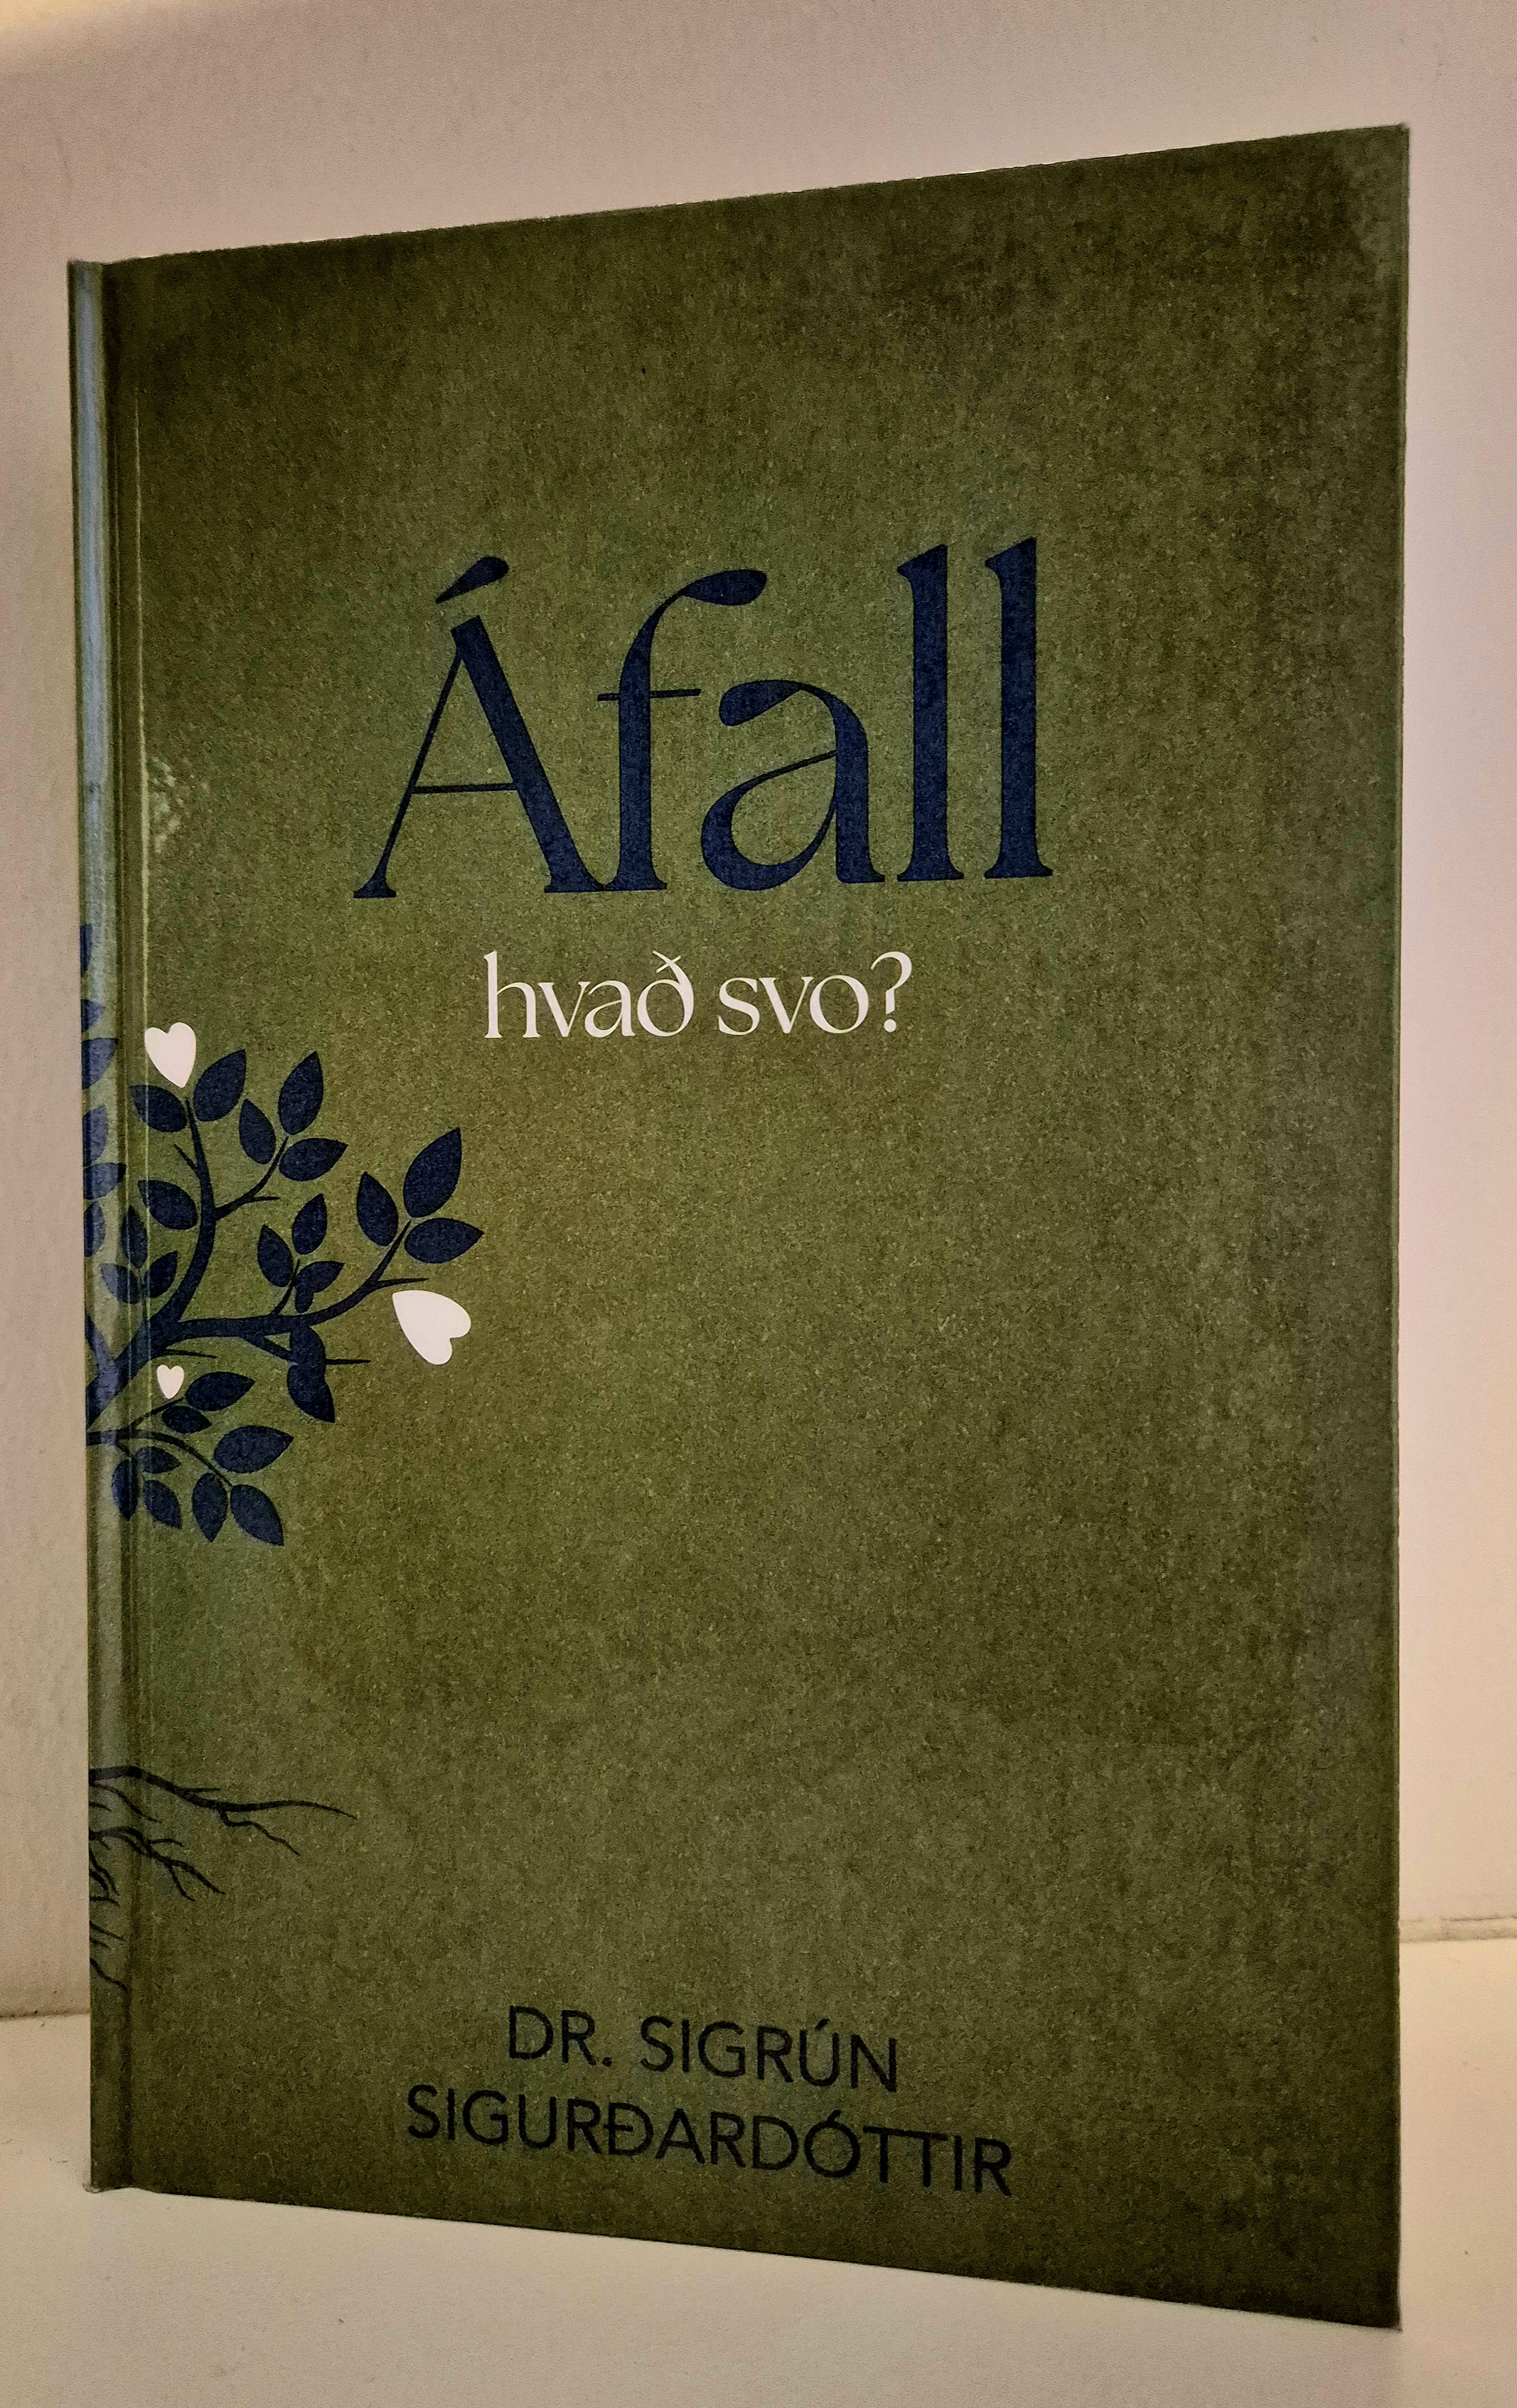 Áfall
hvað svo?
DR. SIGRÚN
SIGURÐARDÓTTIR